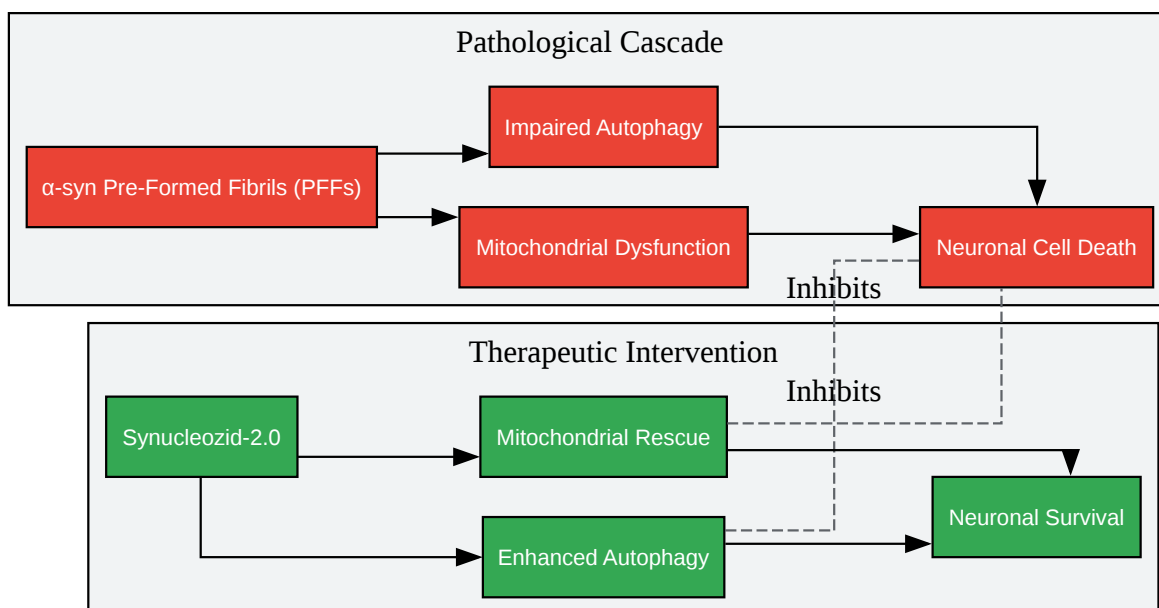 Pathological Cascade
Impaired Autophagy
α-syn Pre-Formed Fibrils (PFFs)
Mitochondrial Dysfunction
Neuronal Cell Death
Inhibits
Therapeutic Intervention
Inhibits
Synucleozid-2.0
Mitochondrial Rescue
Neuronal Survival
Enhanced Autophagy